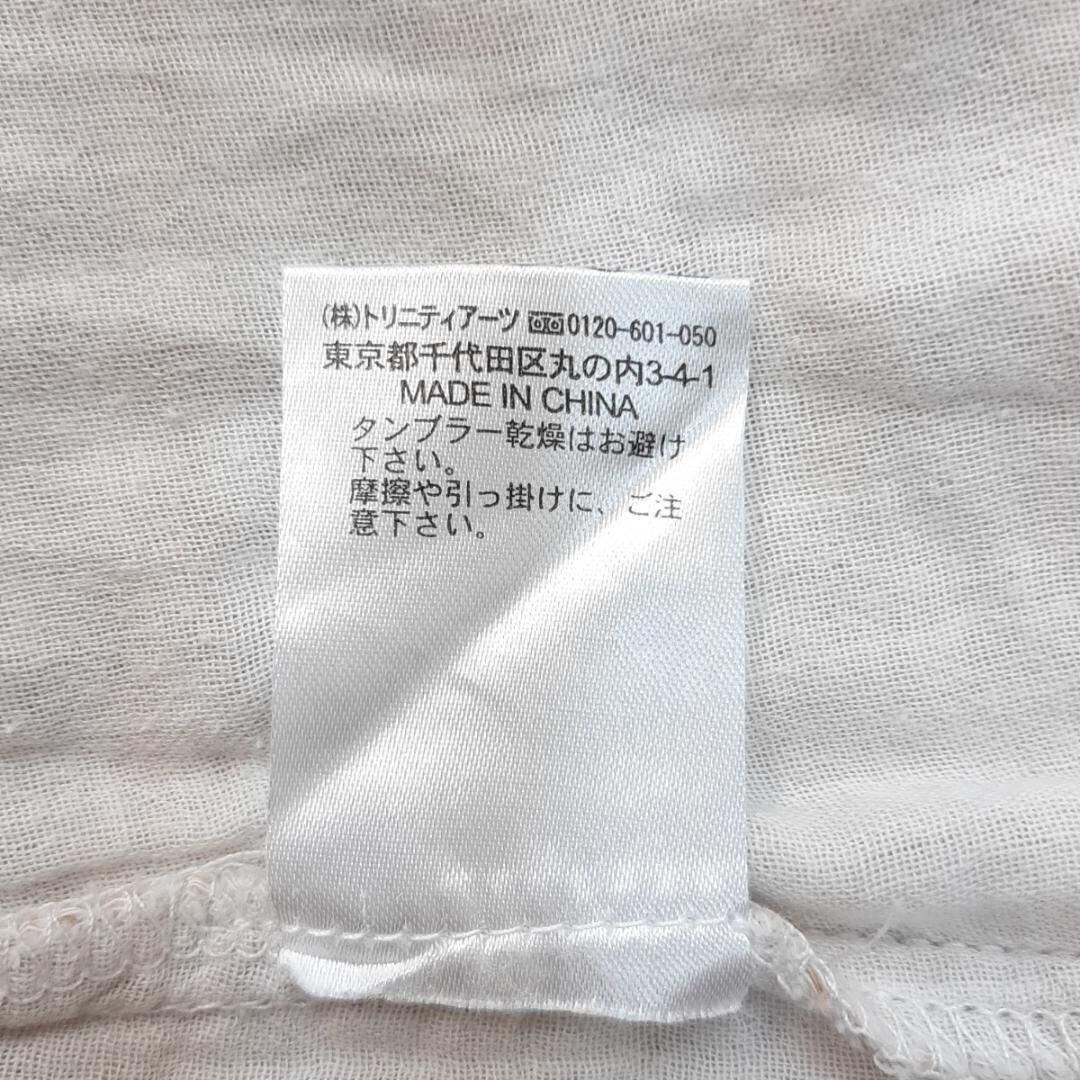 (株)トリニティアーツ 0120-601-050
東京都千代田区丸の内3-4-1
MADE IN CHINA
タンブラー乾燥はお避け
下さい。
摩擦や引っ掛けに、ご注
意下さい。